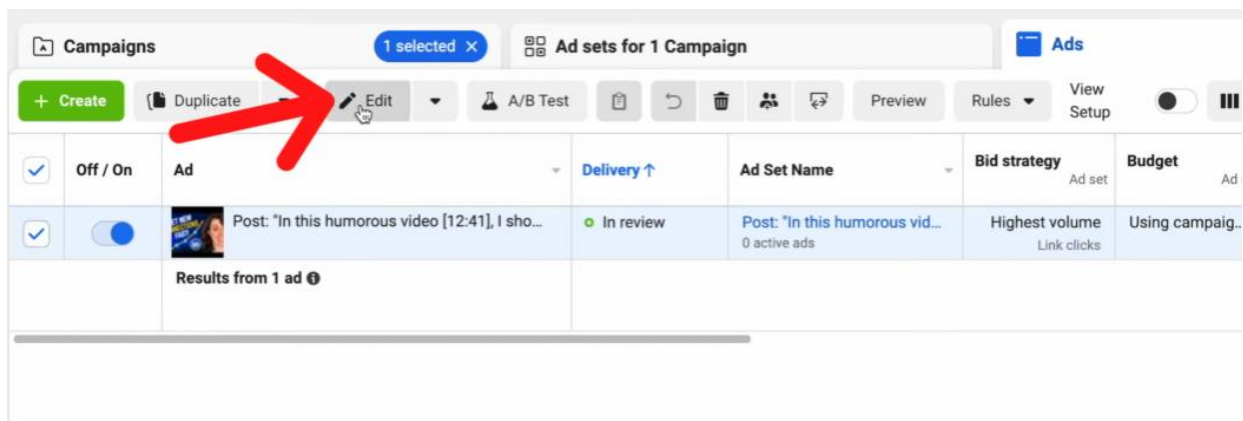 Campaigns
1 selected ×
Ad sets for 1 Campaign
Ads
+ Create
Duplicate
Edit
A/B Test
Preview
Rules
View
Setup
Off / On
Ad
Delivery ↑
Ad Set Name
Bid strategy
Ad set
Budget
Ad
Post: "In this humorous video [12:41], I sho...
In review
Post: "In this humorous vid...
0 active ads
Highest volume
Link clicks
Using campaig...
Results from 1 ad